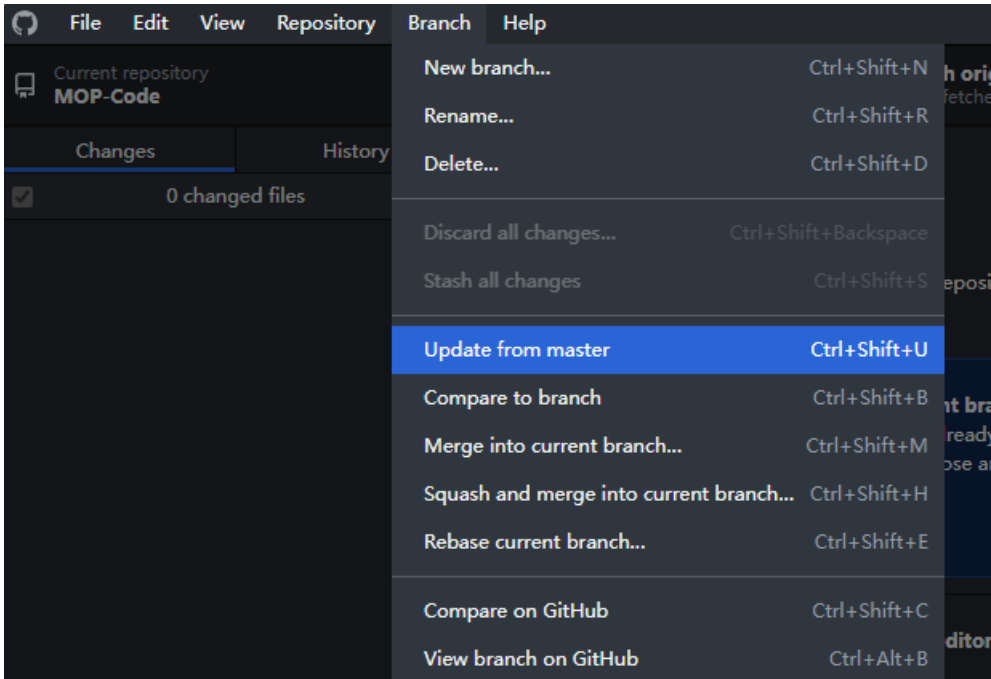 File Edit View Repository Branch Help
Current repository
MOP-Code
Changes History
0 changed files
New branch... Ctrl+Shift+N
Rename... Ctrl+Shift+R
Delete... Ctrl+Shift+D
Discard all changes... Ctrl+Shift+Backspace
Stash all changes Ctrl+Shift+S
Update from master Ctrl+Shift+U
Compare to branch Ctrl+Shift+B
Merge into current branch... Ctrl+Shift+M
Squash and merge into current branch... Ctrl+Shift+H
Rebase current branch... Ctrl+Shift+E
Compare on GitHub Ctrl+Shift+C
View branch on GitHub Ctrl+Alt+B